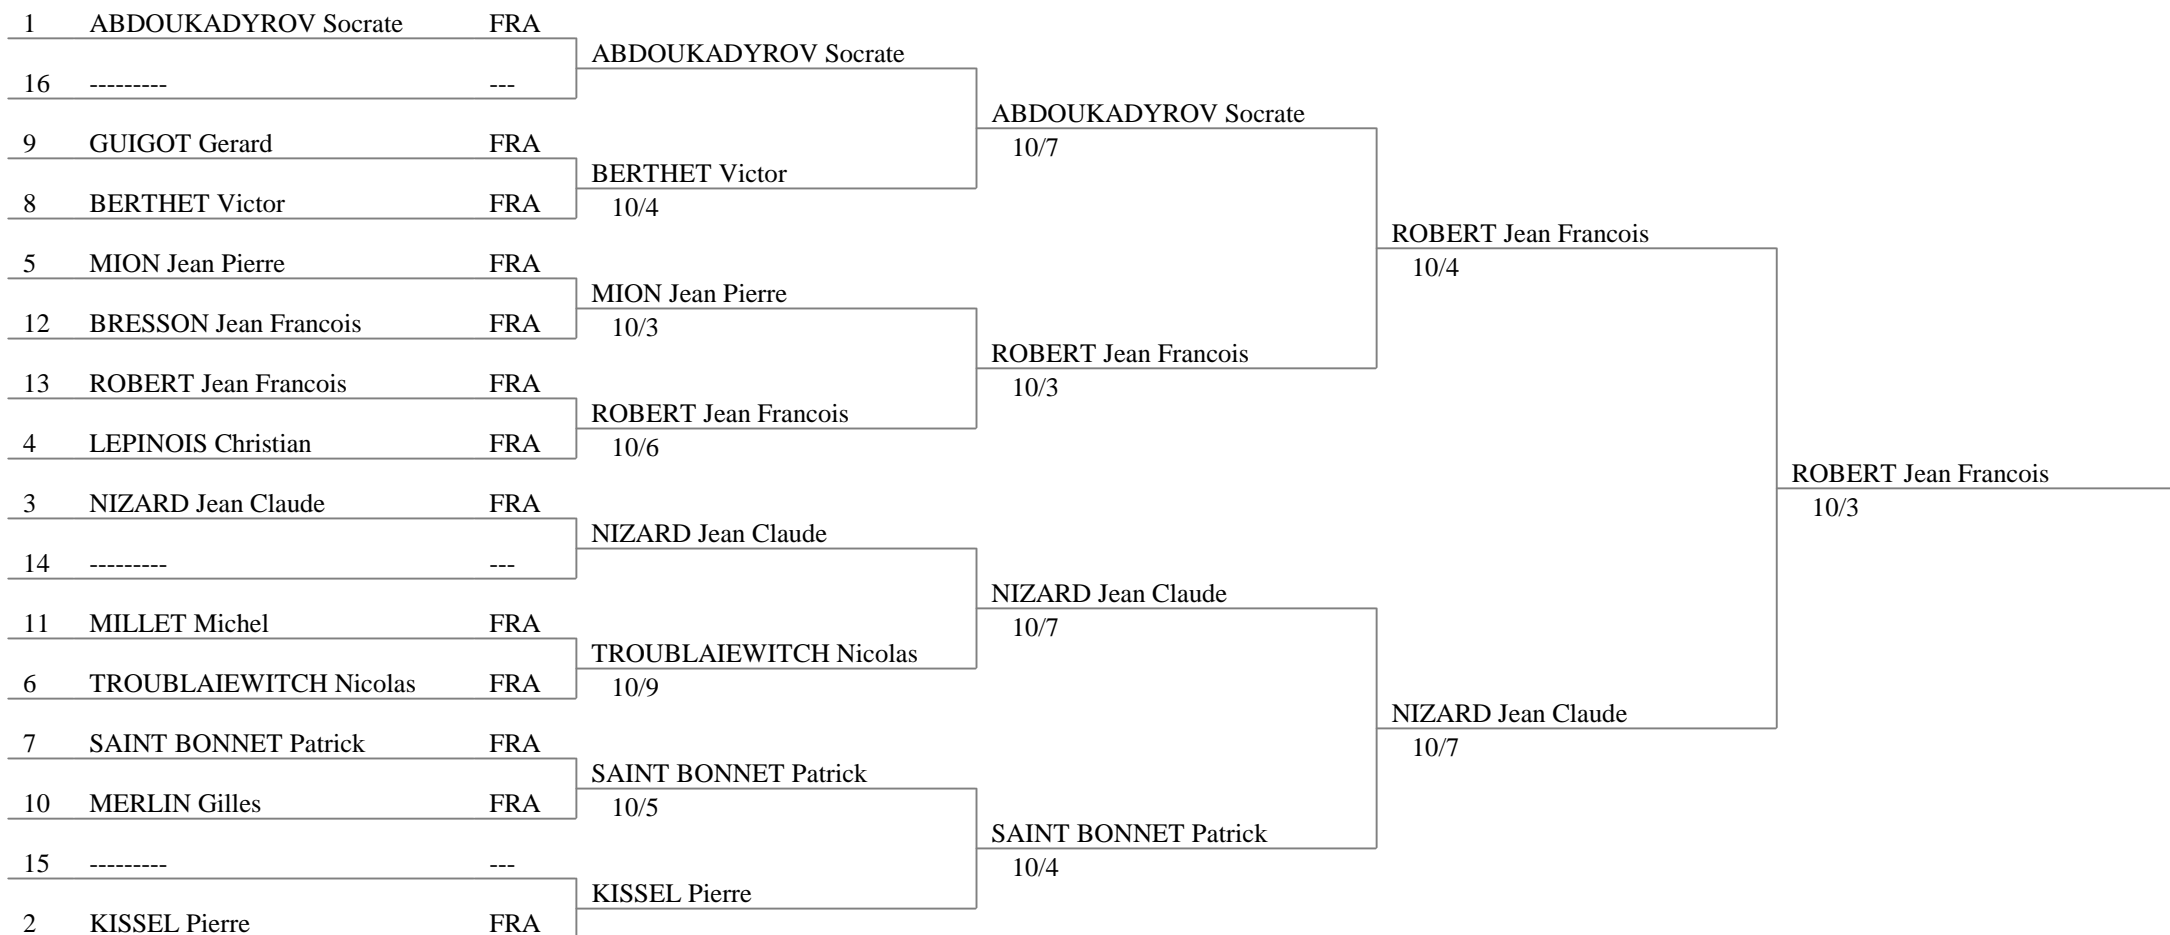 1 ABDOUKADYROV Socrate FRA
ABDOUKADYROV Socrate
16 --------- ---
ABDOUKADYROV Socrate
10/7
9 GUIGOT Gerard FRA
BERTHET Victor
10/4
8 BERTHET Victor FRA
ROBERT Jean Francois
10/4
5 MION Jean Pierre FRA
MION Jean Pierre
10/3
12 BRESSON Jean Francois FRA
ROBERT Jean Francois
10/3
13 ROBERT Jean Francois FRA
ROBERT Jean Francois
10/6
4 LEPINOIS Christian FRA
ROBERT Jean Francois
10/3
3 NIZARD Jean Claude FRA
NIZARD Jean Claude
14 --------- ---
NIZARD Jean Claude
10/7
11 MILLET Michel FRA
TROUBLAIEWITCH Nicolas
10/9
6 TROUBLAIEWITCH Nicolas FRA
NIZARD Jean Claude
10/7
7 SAINT BONNET Patrick FRA
SAINT BONNET Patrick
10/5
10 MERLIN Gilles FRA
SAINT BONNET Patrick
10/4
15 --------- ---
KISSEL Pierre
2 KISSEL Pierre FRA